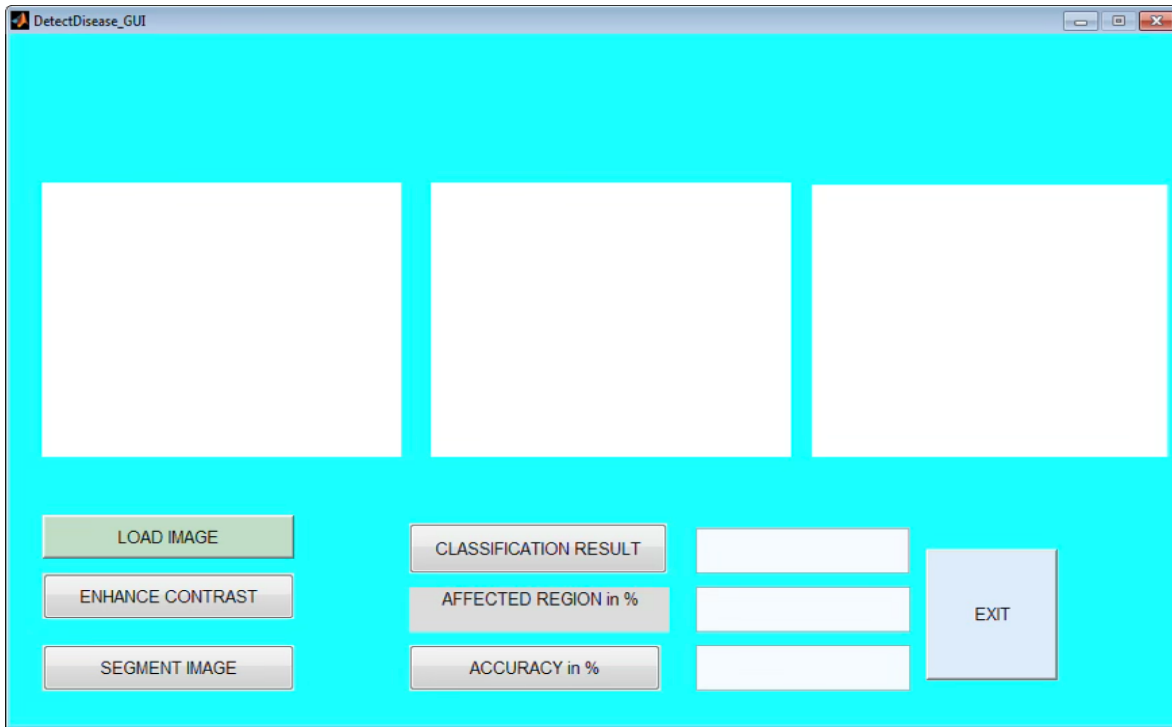 DetectDisease_GUI
LOAD IMAGE
ENHANCE CONTRAST
SEGMENT IMAGE
CLASSIFICATION RESULT
AFFECTED REGION in %
ACCURACY in %
EXIT